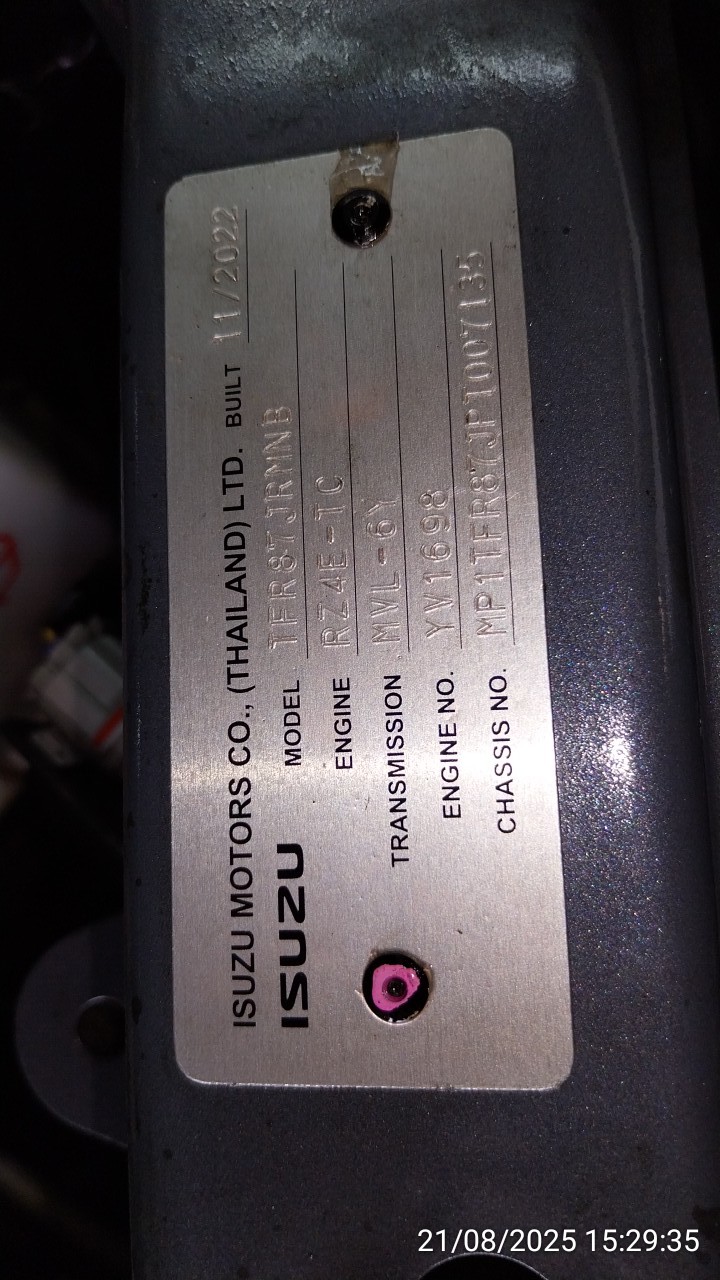 ISUZU MOTORS CO., (THAILAND) LTD. BUILT 11/2022
ISUZU
MODEL TFR87JRMNB
ENGINE RZ4E-TC
TRANSMISSION MVL-6Y
ENGINE NO. YV1698
CHASSIS NO. MP1TFR87JPT007135
21/08/2025 15:29:35